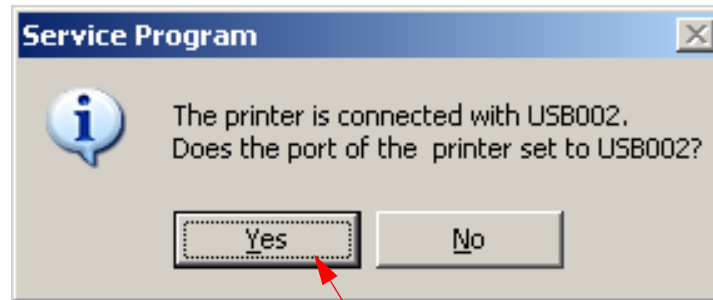 Service Program
The printer is connected with USB002.
Does the port of the  printer set to USB002?
Yes
No